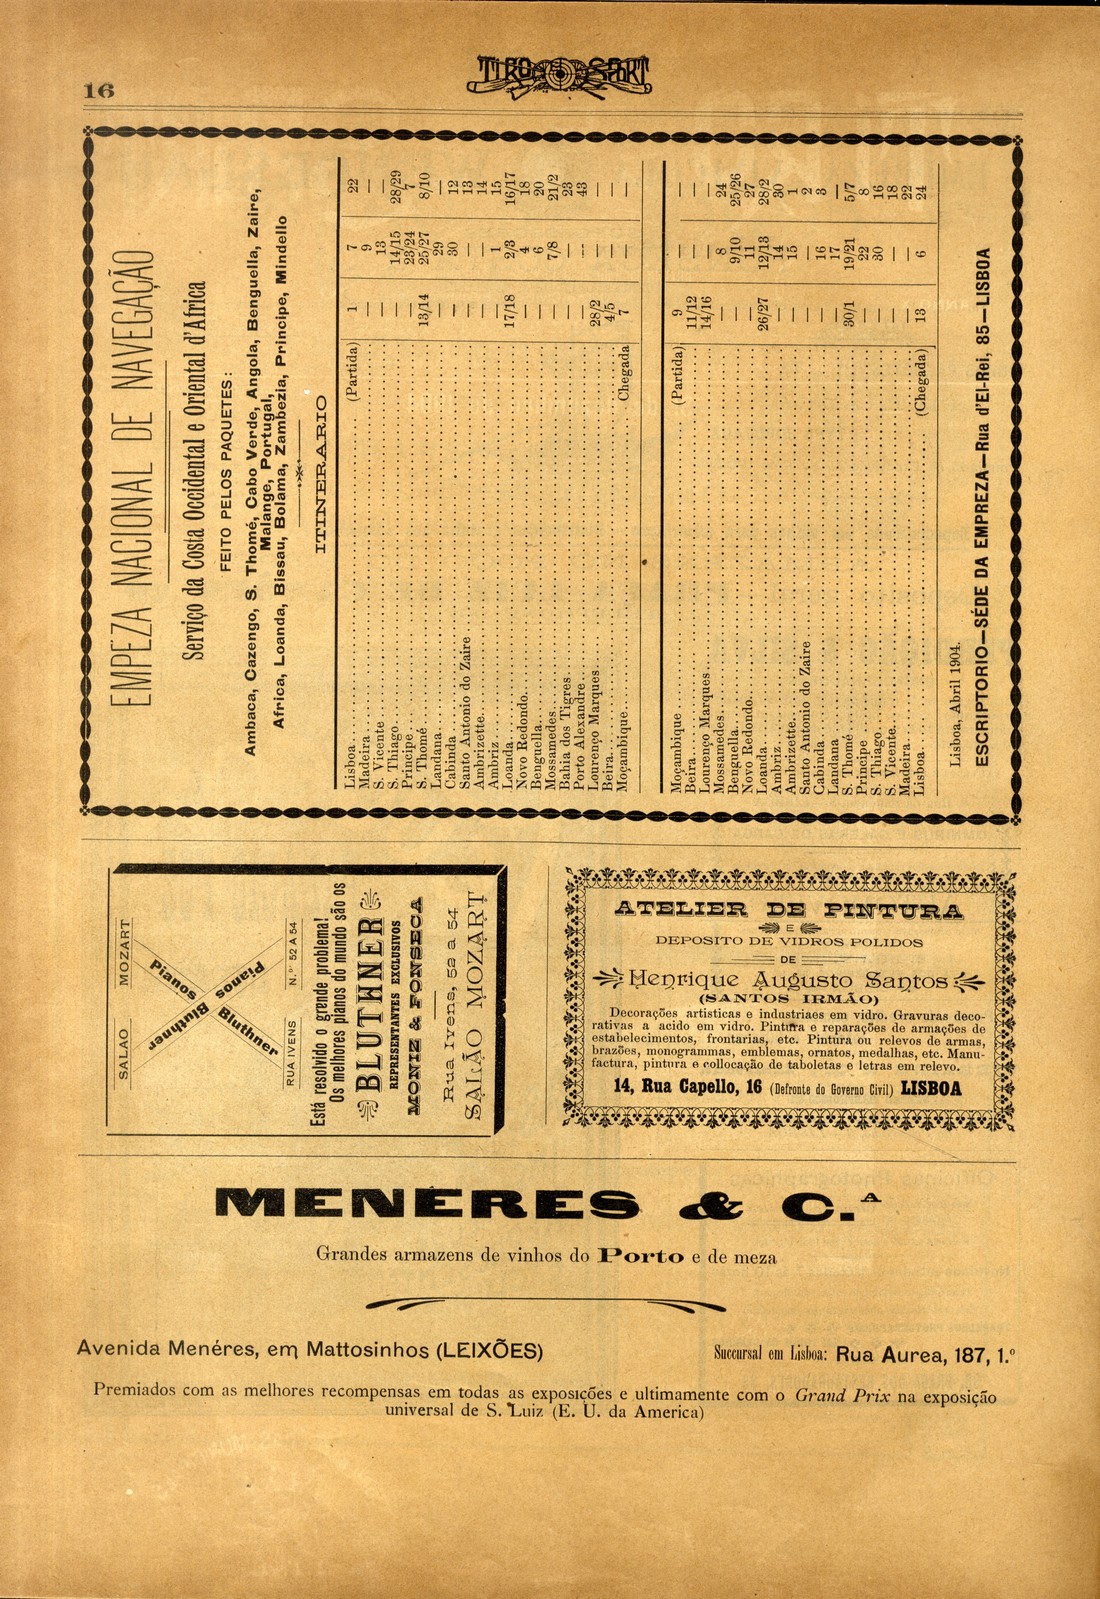 16
TIRO SPORT
EMPEZA NACIONAL DE NAVEGAÇÃO
Serviço da Costa Occidental e Oriental d'Africa
FEITO PELOS PAQUETES:
Ambaca, Cazengo, S. Thomé, Cabo Verde, Angola, Benguella, Zaire,
Malange, Portugal,
Africa, Loanda, Bissau, Bolama, Zambezia, Principe, Mindello
ITINERARIO
Lisboa (Partida) 1 7 22
Madeira — 9 —
S. Vicente — 13 —
S. Thiago — 14/15 28/29
Principe — 23/24 7
S. Thomé 13/14 25/27 8/10
Landana — 29 —
Cabinda — 30 12
Santo Antonio do Zaire — — 13
Ambrizette — — 14
Ambriz — 1 15
Loanda 17/18 2/3 16/17
Novo Redondo — 4 18
Benguella — 6 20
Mossamedes — 7/8 21/2
Bahia dos Tigres — — 23
Porto Alexandre — — 43
Lourenço Marques 28/2 — —
Beira 4/5 — —
Moçambique Chegada 7 — —
Moçambique (Partida) 9 — —
Beira 11/12 — —
Lourenço Marques 14/16 — —
Mossamedes — 8 24
Benguella — 9/10 25/26
Novo Redondo — 11 27
Loanda 26/27 12/13 28/2
Ambriz — 14 30
Ambrizette — 15 1
Santo Antonio do Zaire — — 2
Cabinda — 16 3
Landana — 17 —
S. Thomé 30/1 19/21 5/7
Principe — 22 8
S. Thiago — 30 16
S. Vicente — — 18
Madeira — — 22
Lisboa (Chegada) 13 6 24
Lisboa, Abril 1904.
ESCRIPTORIO—SÉDE DA EMPREZA—Rua d'El-Rei, 85—LISBOA
SALAO MOZART
Pianos Pianos
Bluthner Bluthner
RUA IVENS N.os 52 A 54
Está resolvido o grande problema!
Os melhores pianos do mundo são os
BLUTHNER
REPRESENTANTES EXCLUSIVOS
MONIZ & FONSECA
Rua Ivens, 52 a 54
SALÃO MOZART
ATELIER DE PINTURA
E
DEPOSITO DE VIDROS POLIDOS
DE
Henrique Augusto Santos
(SANTOS IRMÃO)
Decorações artisticas e industriaes em vidro. Gravuras deco-
rativas a acido em vidro. Pintura e reparações de armações de
estabelecimentos, frontarias, etc. Pintura ou relevos de armas,
brazões, monogrammas, emblemas, ornatos, medalhas, etc. Manu-
factura, pintura e collocação de taboletas e letras em relevo.
14, Rua Capello, 16 (Defronte do Governo Civil) LISBOA
MENÉRES & C.A
Grandes armazens de vinhos do Porto e de meza
Avenida Menéres, em Mattosinhos (LEIXÕES)
Succursal em Lisboa: Rua Aurea, 187, 1.º
Premiados com as melhores recompensas em todas as exposições e ultimamente com o Grand Prix na exposição
universal de S. Luiz (E. U. da America)